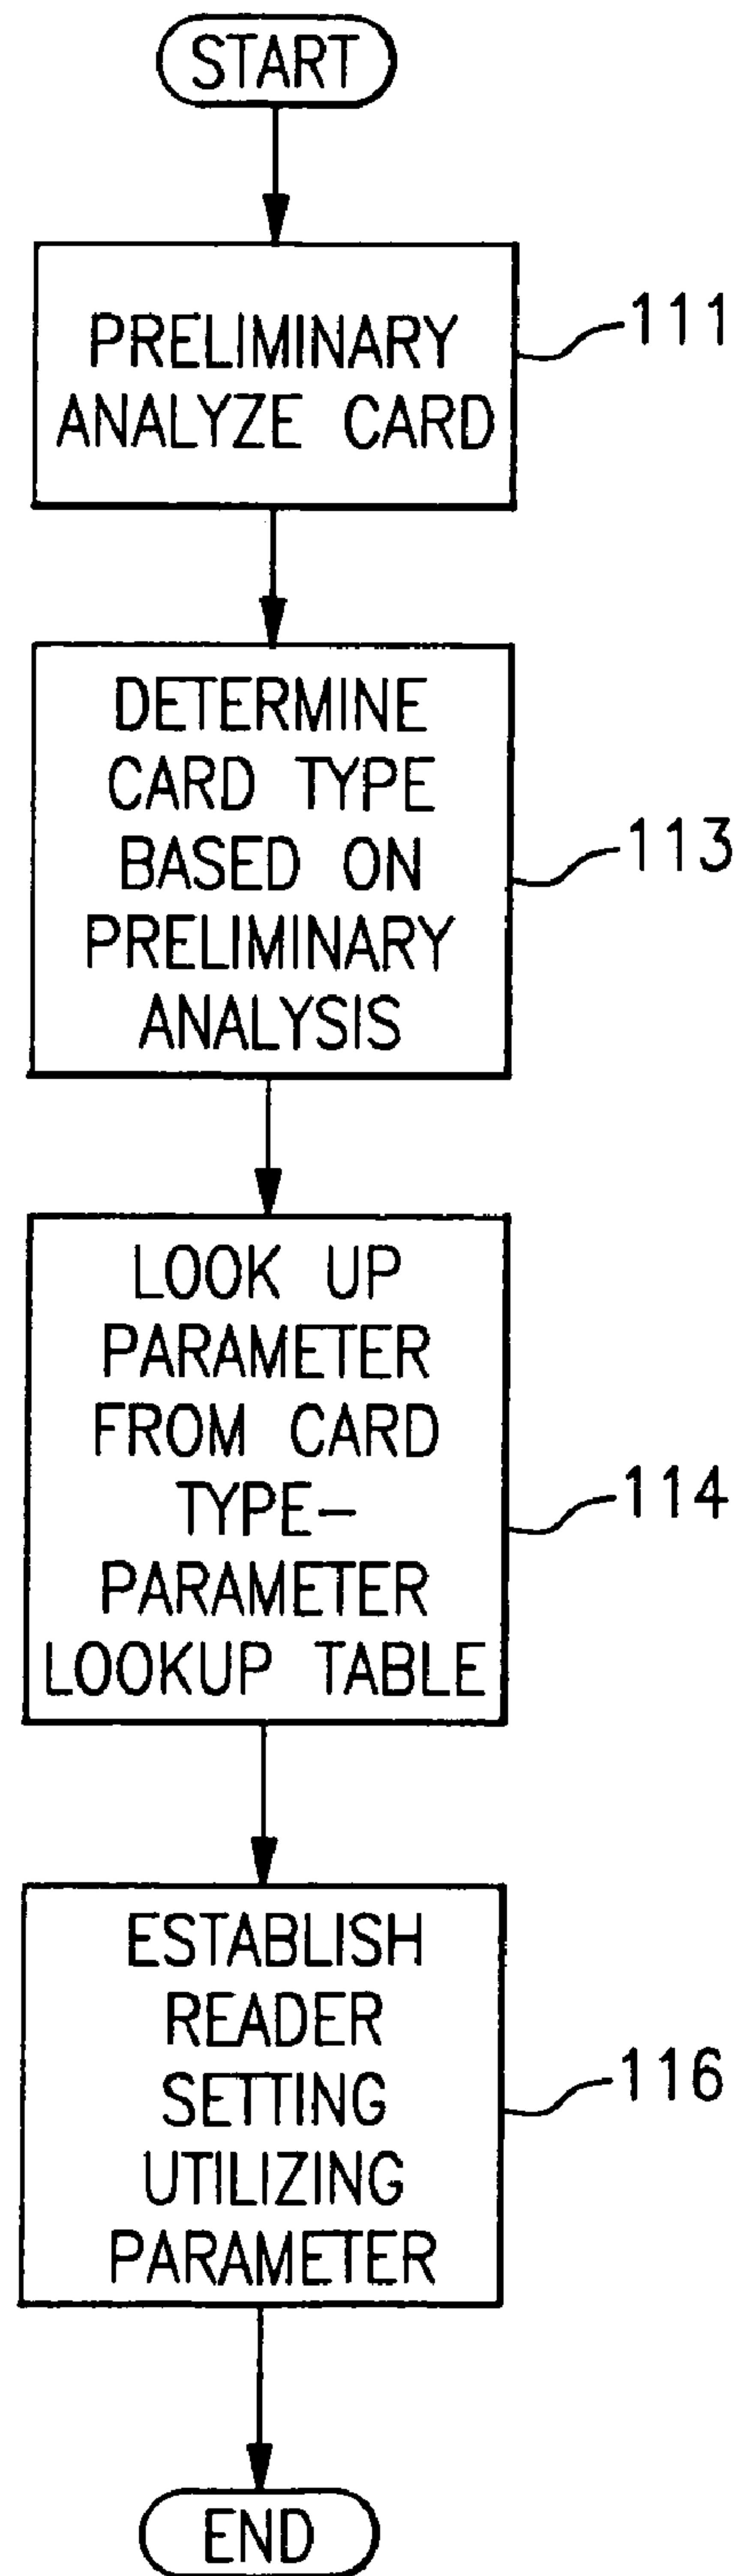 START
PRELIMINARY
ANALYZE CARD
111
DETERMINE
CARD TYPE
BASED ON
PRELIMINARY
ANALYSIS
113
LOOK UP
PARAMETER
FROM CARD
TYPE-
PARAMETER
LOOKUP TABLE
114
ESTABLISH
READER
SETTING
UTILIZING
PARAMETER
116
END